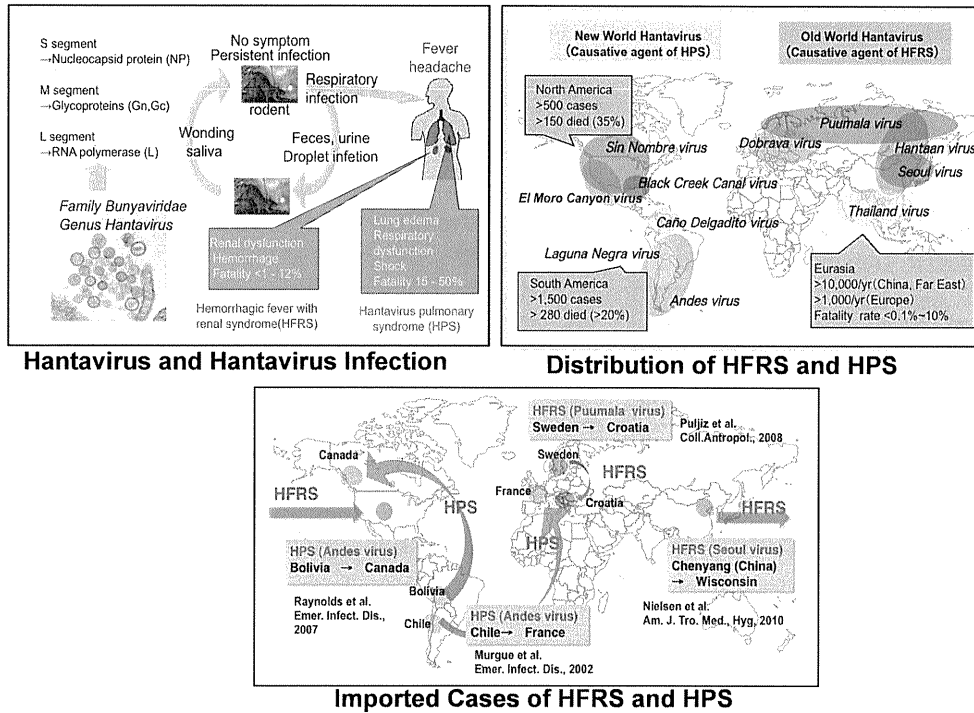 S segment
→Nucleocapsid protein (NP)
M segment
→Glycoproteins (Gn,Gc)
L segment
→RNA polymerase (L)
Family Bunyaviridae
Genus Hantavirus
No symptom
Persistent infection
rodent
Respiratory
infection
Wonding
saliva
Feces, urine
Droplet infetion
Fever
headache
Renal dysfunction
Hemorrhage
Fatality <1 - 12%
Hemorrhagic fever with
renal syndrome(HFRS)
Lung edema
Respiratory
dysfunction
Shock
Fatality 15 - 50%
Hantavirus pulmonary
syndrome (HPS)
Hantavirus and Hantavirus Infection
New World Hantavirus
(Causative agent of HPS)
Old World Hantavirus
(Causative agent of HFRS)
North America
>500 cases
>150 died (35%)
Puumala virus
Dobrava virus
Hantaan virus
Sin Nombre virus
Seoul virus
Black Creek Canal virus
El Moro Canyon virus
Thailand virus
Caño Delgadito virus
Laguna Negra virus
South America
>1,500 cases
> 280 died (>20%)
Andes virus
Eurasia
>10,000/yr(China, Far East)
>1,000/yr(Europe)
Fatality rate <0.1%~10%
Distribution of HFRS and HPS
HFRS (Puumala virus)
Sweden → Croatia
Puljiz et al.
Coll.Antropol., 2008
Canada
Sweden
HFRS
HFRS
France
HPS
Croatia
HFRS
HPS
HPS (Andes virus)
Bolivia → Canada
Raynolds et al.
Emer. Infect. Dis.,
2007
Bolivia
Chile
HPS (Andes virus)
Chile→ France
Murgue et al.
Emer. Infect. Dis., 2002
HFRS (Seoul virus)
Chenyang (China)
→ Wisconsin
Nielsen et al.
Am. J. Tro. Med., Hyg, 2010
Imported Cases of HFRS and HPS